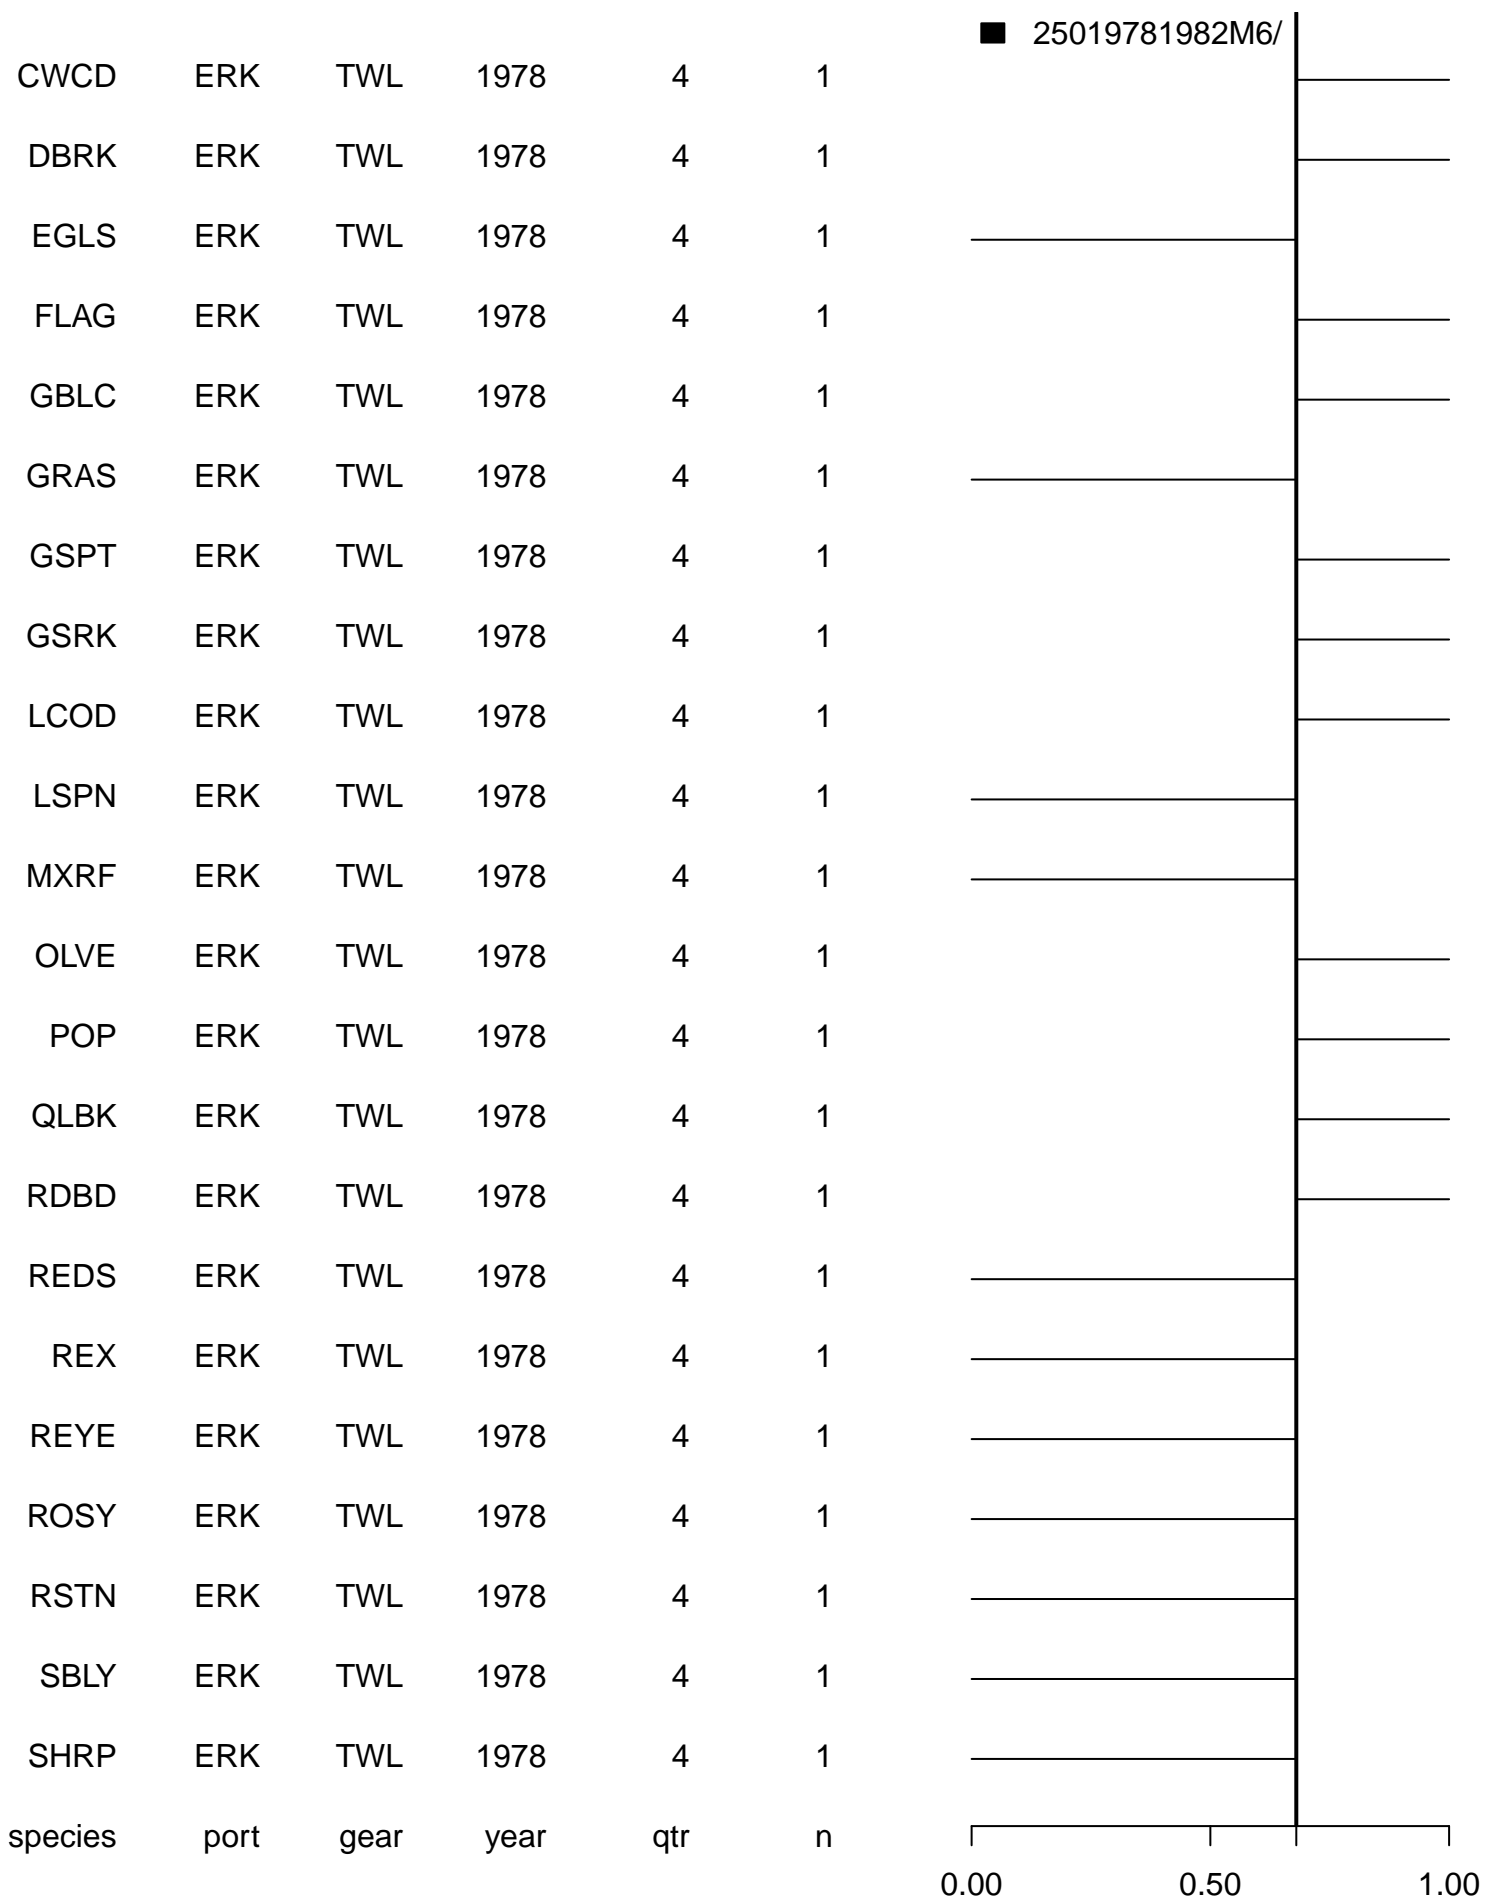 25019781982M6/
CWCD ERK TWL 1978 4 1
DBRK ERK TWL 1978 4 1
EGLS ERK TWL 1978 4 1
FLAG ERK TWL 1978 4 1
GBLC ERK TWL 1978 4 1
GRAS ERK TWL 1978 4 1
GSPT ERK TWL 1978 4 1
GSRK ERK TWL 1978 4 1
LCOD ERK TWL 1978 4 1
LSPN ERK TWL 1978 4 1
MXRF ERK TWL 1978 4 1
OLVE ERK TWL 1978 4 1
POP ERK TWL 1978 4 1
QLBK ERK TWL 1978 4 1
RDBD ERK TWL 1978 4 1
REDS ERK TWL 1978 4 1
REX ERK TWL 1978 4 1
REYE ERK TWL 1978 4 1
ROSY ERK TWL 1978 4 1
RSTN ERK TWL 1978 4 1
SBLY ERK TWL 1978 4 1
SHRP ERK TWL 1978 4 1
species port gear year qtr n
0.00 0.50 1.00